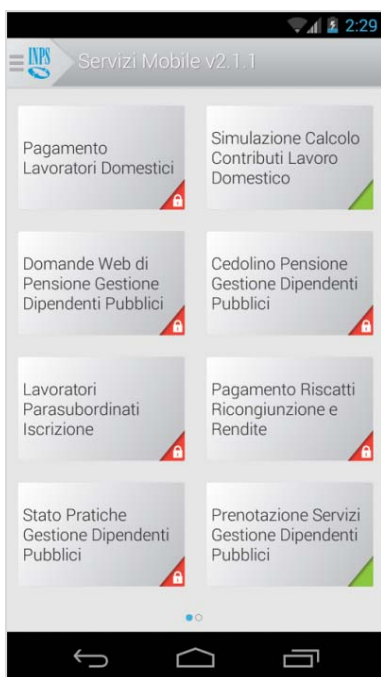 2:29
INPS
Servizi Mobile v2.1.1
Pagamento
Lavoratori Domestici
Simulazione Calcolo
Contributi Lavoro
Domestico
Domande Web di
Pensione Gestione
Dipendenti Pubblici
Cedolino Pensione
Gestione Dipendenti
Pubblici
Lavoratori
Parasubordinati
Iscrizione
Pagamento Riscatti
Ricongiunzione e
Rendite
Stato Pratiche
Gestione Dipendenti
Pubblici
Prenotazione Servizi
Gestione Dipendenti
Pubblici